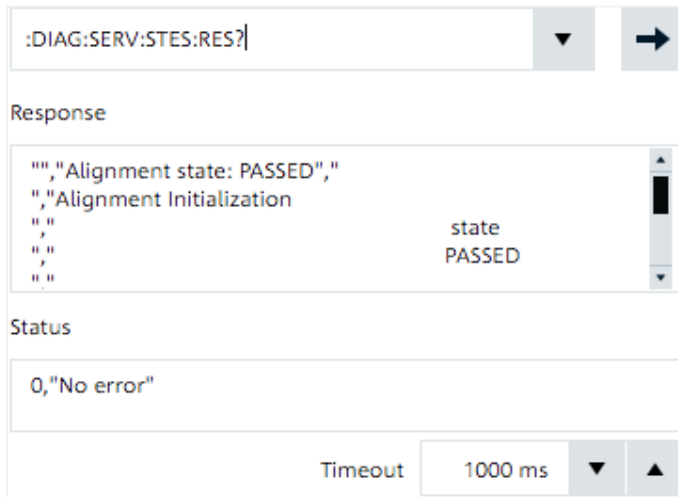 :DIAG:SERV:STES:RES?
Response
"","Alignment state: PASSED","
","Alignment Initialization
","                    state
","                    PASSED
","
Status
0,"No error"
Timeout 1000 ms